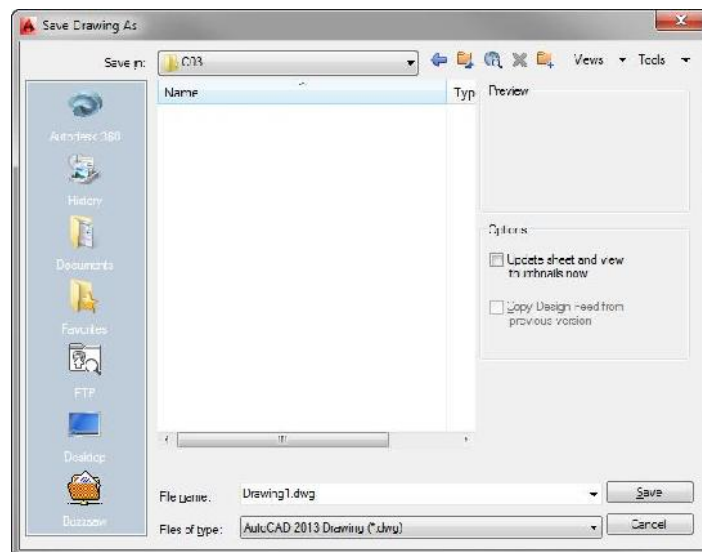 Save Drawing As
Save in:
C03
Views
Tools
Name
Type
Preview
Autodesk 360
History
Documents
Favorites
FTP
Desktop
Buzzsaw
Options
Update sheet and view
thumbnails now
Copy Design Feed from
previous version
File name:
Drawing1.dwg
Save
Files of type:
AutoCAD 2013 Drawing (*.dwg)
Cancel